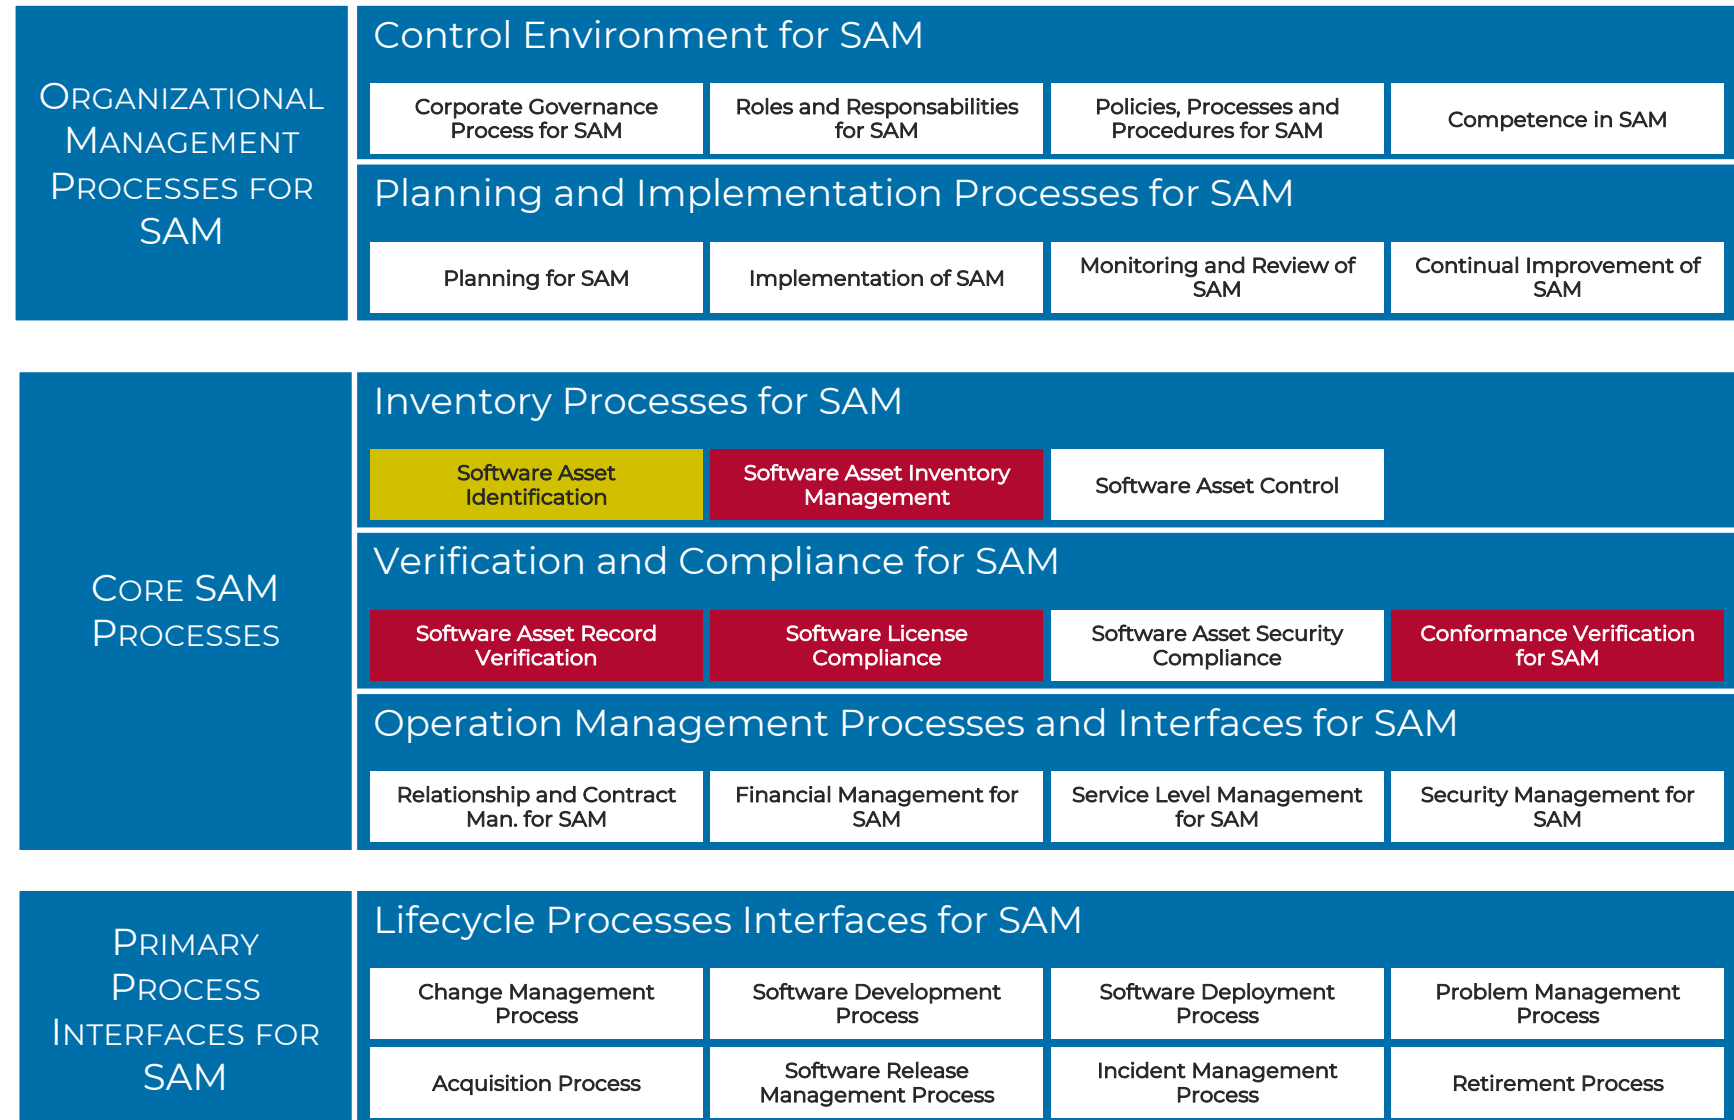 ORGANIZATIONAL
MANAGEMENT
PROCESSES FOR
SAM
Control Environment for SAM
Corporate Governance
Process for SAM
Roles and Responsabilities
for SAM
Policies, Processes and
Procedures for SAM
Competence in SAM
Planning and Implementation Processes for SAM
Planning for SAM
Implementation of SAM
Monitoring and Review of
SAM
Continual Improvement of
SAM
CORE SAM
PROCESSES
Inventory Processes for SAM
Software Asset
Identification
Software Asset Inventory
Management
Software Asset Control
Verification and Compliance for SAM
Software Asset Record
Verification
Software License
Compliance
Software Asset Security
Compliance
Conformance Verification
for SAM
Operation Management Processes and Interfaces for SAM
Relationship and Contract
Man. for SAM
Financial Management for
SAM
Service Level Management
for SAM
Security Management for
SAM
PRIMARY
PROCESS
INTERFACES FOR
SAM
Lifecycle Processes Interfaces for SAM
Change Management
Process
Software Development
Process
Software Deployment
Process
Problem Management
Process
Acquisition Process
Software Release
Management Process
Incident Management
Process
Retirement Process